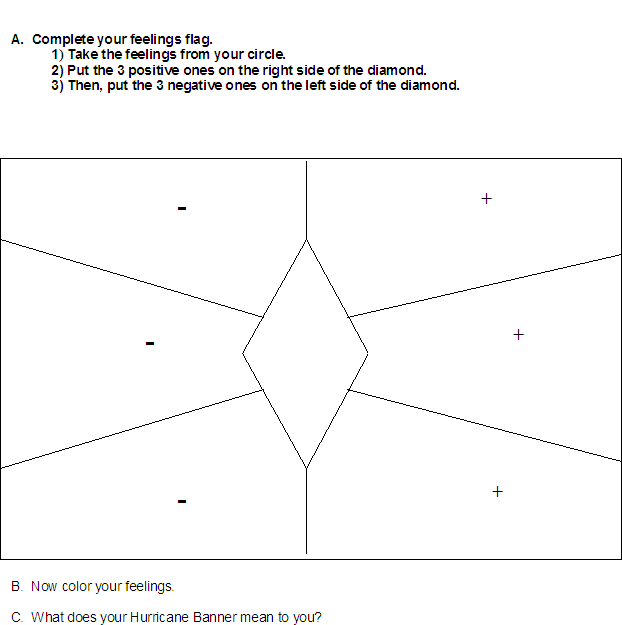 A. Complete your feelings flag.
1) Take the feelings from your circle.
2) Put the 3 positive ones on the right side of the diamond.
3) Then, put the 3 negative ones on the left side of the diamond.
- +
- +
- +
B. Now color your feelings.
C. What does your Hurricane Banner mean to you?